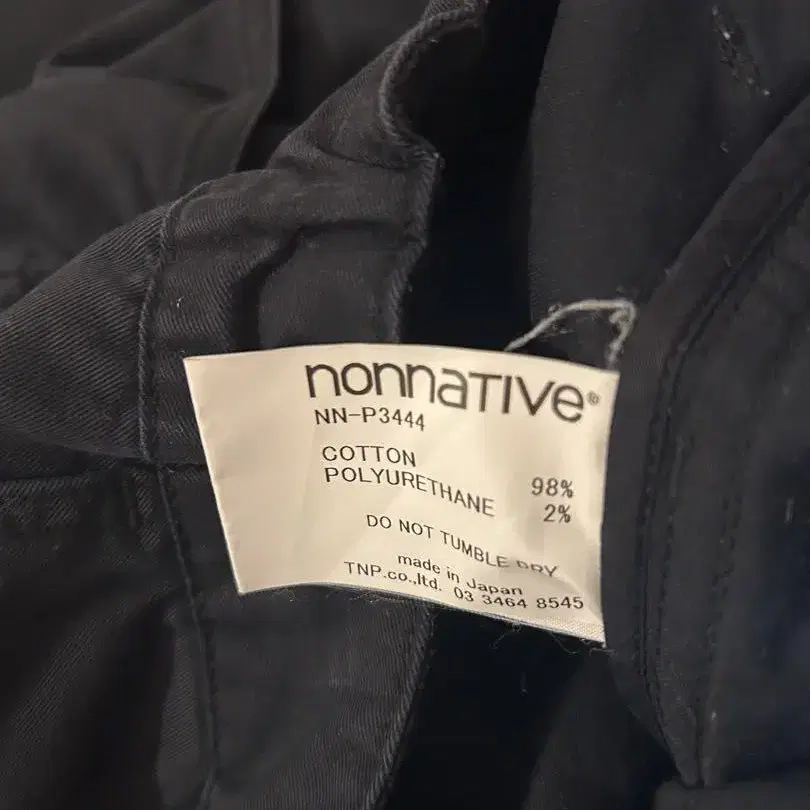 nonnative®
NN-P3444
COTTON 98%
POLYURETHANE 2%
DO NOT TUMBLE DRY
made in Japan
TNP.co.,ltd. 03 3464 8545